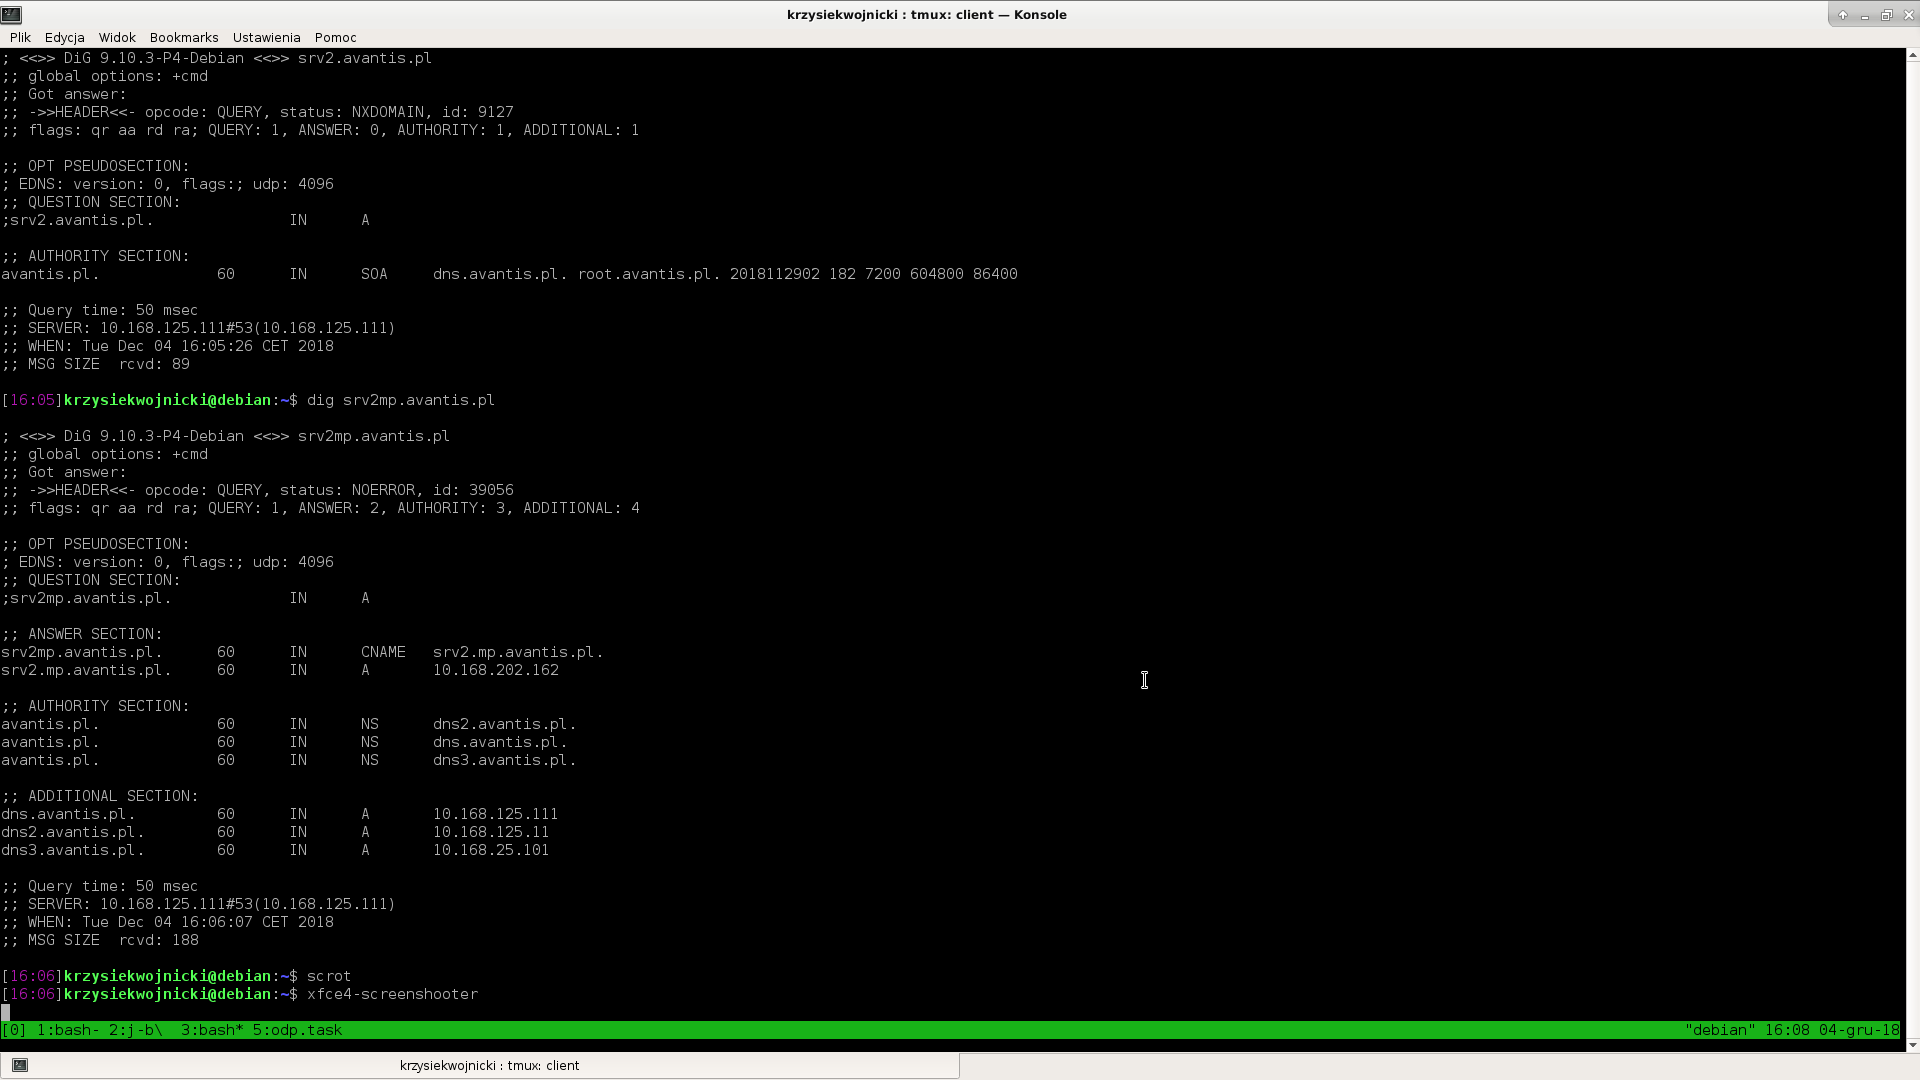 krzysiekwojnicki : tmux: client — Konsole
Plik Edycja Widok Bookmarks Ustawienia Pomoc
; <<>> DiG 9.10.3-P4-Debian <<>> srv2.avantis.pl
;; global options: +cmd
;; Got answer:
;; ->>HEADER<<- opcode: QUERY, status: NXDOMAIN, id: 9127
;; flags: qr aa rd ra; QUERY: 1, ANSWER: 0, AUTHORITY: 1, ADDITIONAL: 1
;; OPT PSEUDOSECTION:
; EDNS: version: 0, flags:; udp: 4096
;; QUESTION SECTION:
;srv2.avantis.pl. IN A
;; AUTHORITY SECTION:
avantis.pl. 60 IN SOA dns.avantis.pl. root.avantis.pl. 2018112902 182 7200 604800 86400
;; Query time: 50 msec
;; SERVER: 10.168.125.111#53(10.168.125.111)
;; WHEN: Tue Dec 04 16:05:26 CET 2018
;; MSG SIZE  rcvd: 89
[16:05]krzysiekwojnicki@debian:~$ dig srv2mp.avantis.pl
; <<>> DiG 9.10.3-P4-Debian <<>> srv2mp.avantis.pl
;; global options: +cmd
;; Got answer:
;; ->>HEADER<<- opcode: QUERY, status: NOERROR, id: 39056
;; flags: qr aa rd ra; QUERY: 1, ANSWER: 2, AUTHORITY: 3, ADDITIONAL: 4
;; OPT PSEUDOSECTION:
; EDNS: version: 0, flags:; udp: 4096
;; QUESTION SECTION:
;srv2mp.avantis.pl. IN A
;; ANSWER SECTION:
srv2mp.avantis.pl. 60 IN CNAME srv2.mp.avantis.pl.
srv2.mp.avantis.pl. 60 IN A 10.168.202.162
;; AUTHORITY SECTION:
avantis.pl. 60 IN NS dns2.avantis.pl.
avantis.pl. 60 IN NS dns.avantis.pl.
avantis.pl. 60 IN NS dns3.avantis.pl.
;; ADDITIONAL SECTION:
dns.avantis.pl. 60 IN A 10.168.125.111
dns2.avantis.pl. 60 IN A 10.168.125.11
dns3.avantis.pl. 60 IN A 10.168.25.101
;; Query time: 50 msec
;; SERVER: 10.168.125.111#53(10.168.125.111)
;; WHEN: Tue Dec 04 16:06:07 CET 2018
;; MSG SIZE  rcvd: 188
[16:06]krzysiekwojnicki@debian:~$ scrot
[16:06]krzysiekwojnicki@debian:~$ xfce4-screenshooter
[0] 1:bash- 2:j-b\  3:bash* 5:odp.task "debian" 16:08 04-gru-18
krzysiekwojnicki : tmux: client